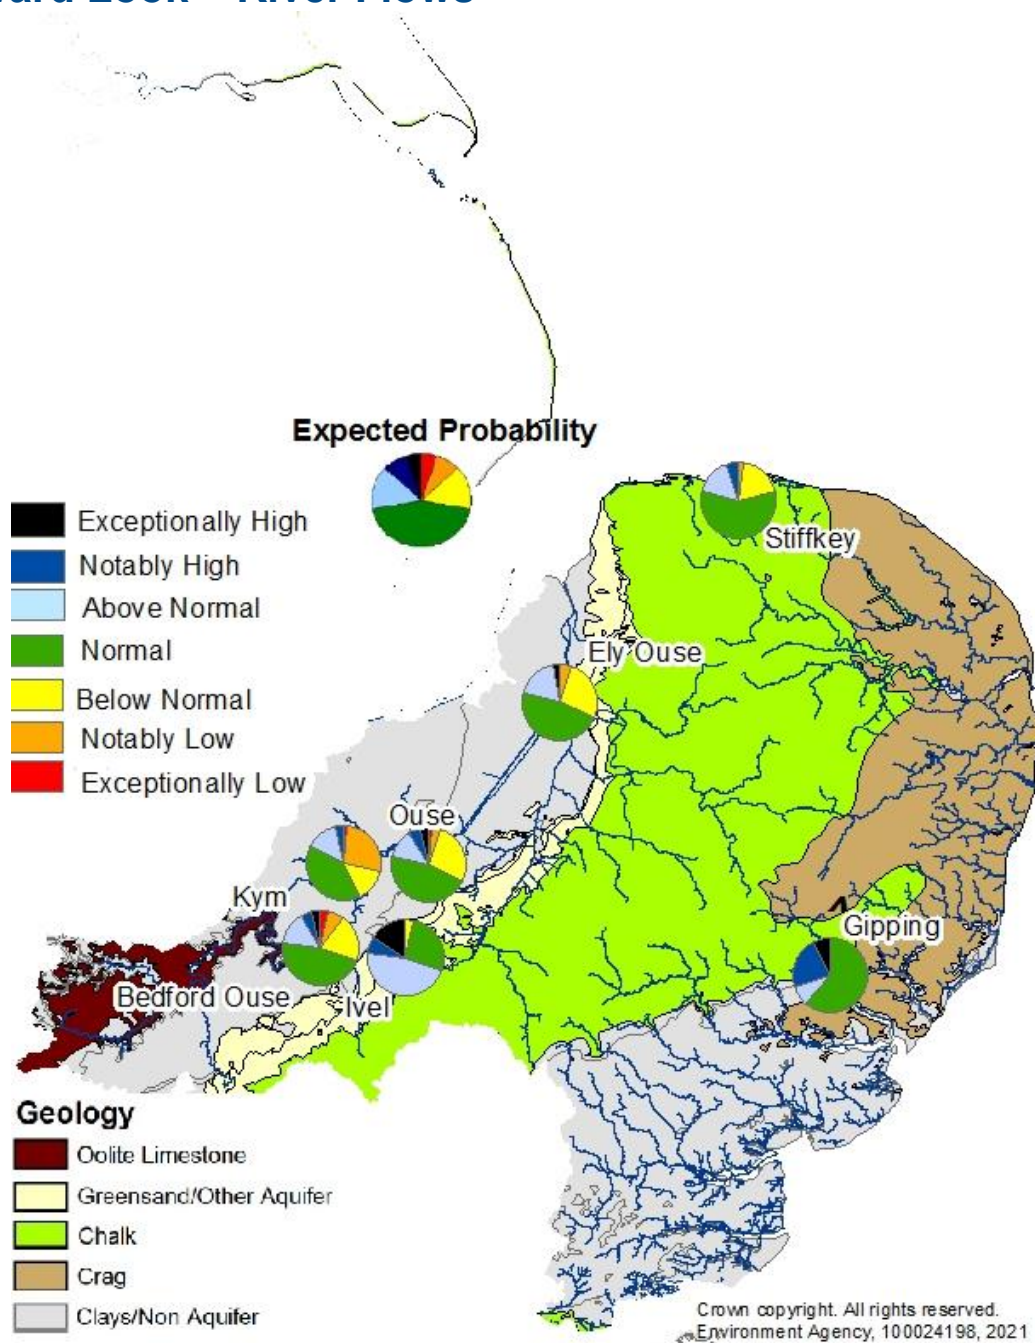 Expected Probability
Exceptionally High
Notably High
Above Normal
Normal
Below Normal
Notably Low
Exceptionally Low
Stiffkey
Ely Ouse
Ouse
Kym
Gipping
Bedford Ouse
Ivel
Geology
Oolite Limestone
Greensand/Other Aquifer
Chalk
Crag
Clays/Non Aquifer
Crown copyright. All rights reserved.
Environment Agency, 100024198, 2021